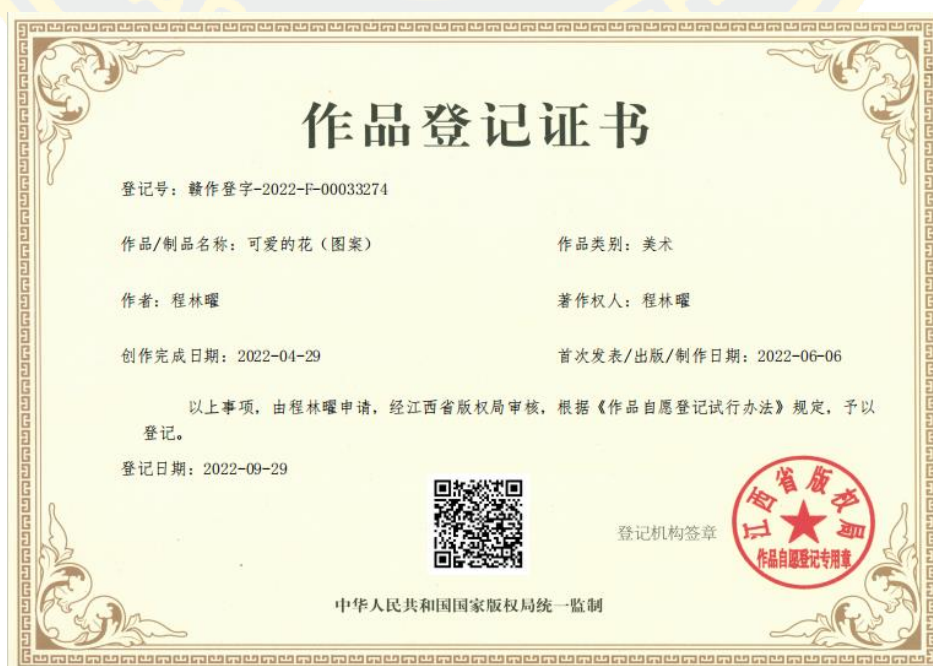 作品登记证书
登记号：赣作登字-2022-F-00033274
作品/制品名称：可爱的花（图案）
作品类别：美术
作者：程林曜
著作权人：程林曜
创作完成日期：2022-04-29
首次发表/出版/制作日期：2022-06-06
以上事项，由程林曜申请，经江西省版权局审核，根据《作品自愿登记试行办法》规定，予以
登记。
登记日期：2022-09-29
登记机构签章
江西省版权局
作品自愿登记专用章
中华人民共和国国家版权局统一监制